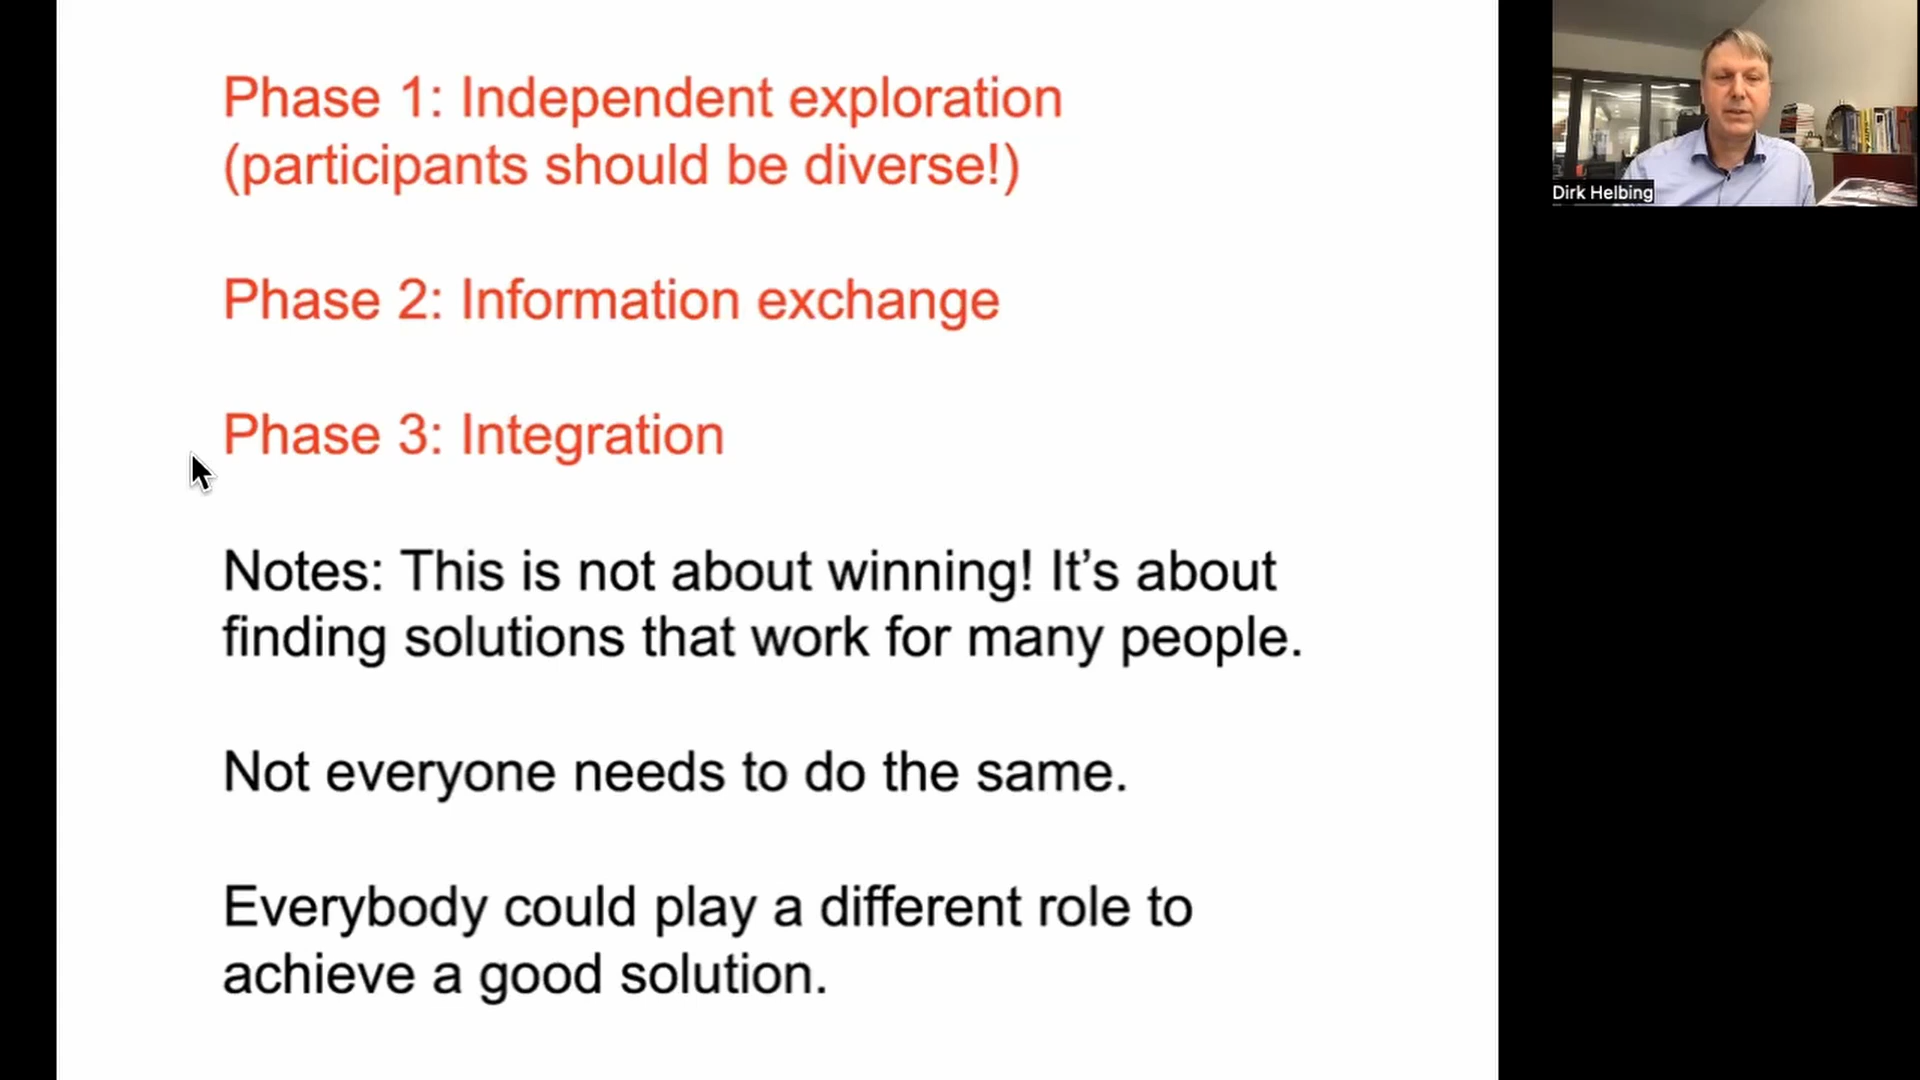 Phase 1: Independent exploration
(participants should be diverse!)
Phase 2: Information exchange
Phase 3: Integration
Notes: This is not about winning! It’s about
finding solutions that work for many people.
Not everyone needs to do the same.
Everybody could play a different role to
achieve a good solution.
Dirk Helbing